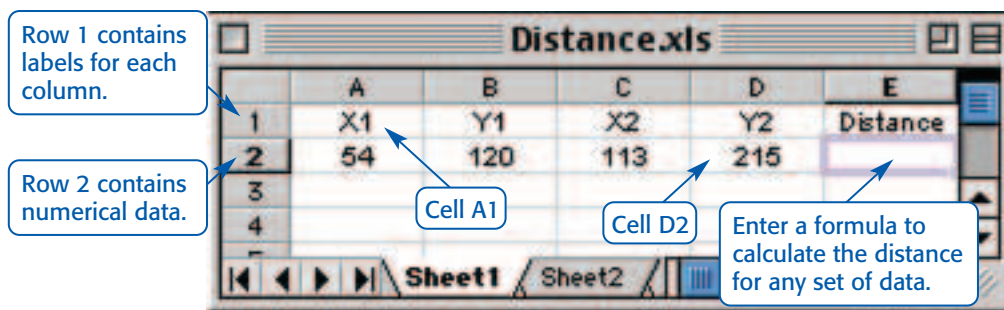 Row 1 contains
labels for each
column.
Row 2 contains
numerical data.
Distance.xls
A B C D E
1 X1 Y1 X2 Y2 Distance
2 54 120 113 215
3
4
Cell A1
Cell D2
Enter a formula to
calculate the distance
for any set of data.
Sheet1 Sheet2